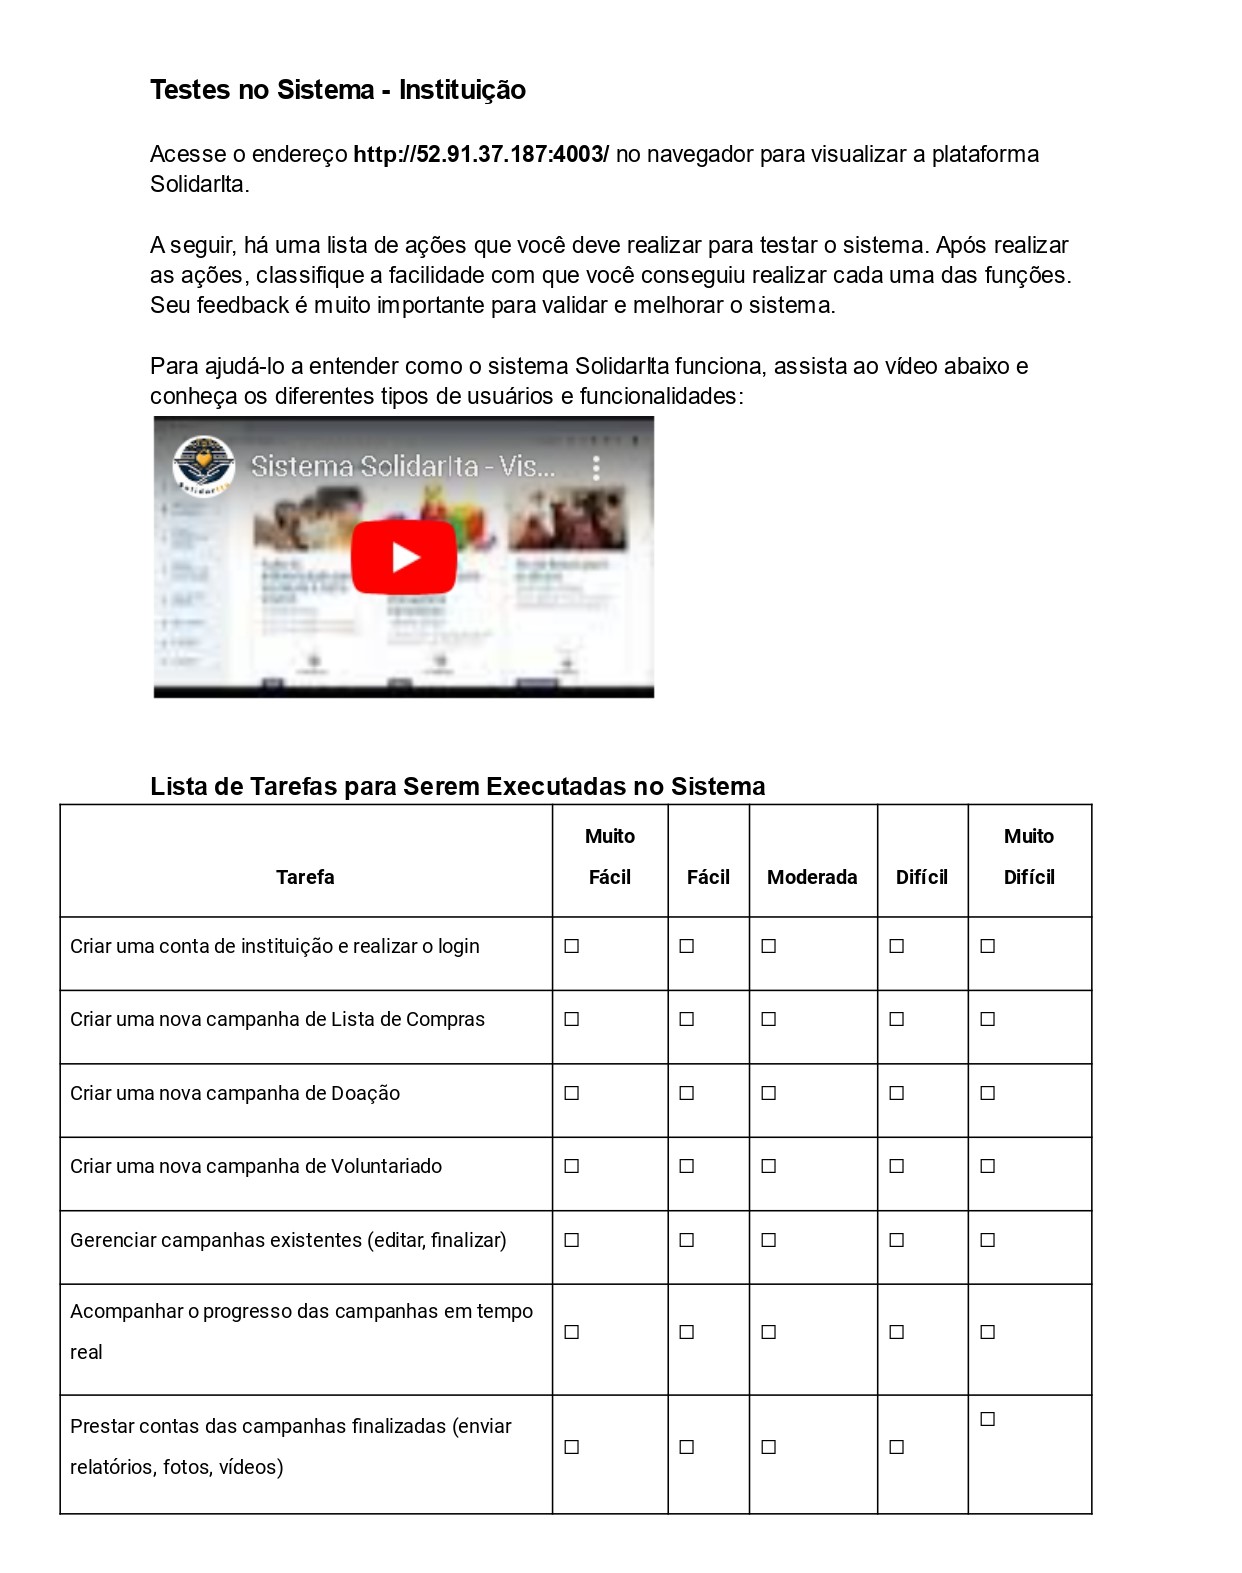 Testes no Sistema - Instituição
Acesse o endereço http://52.91.37.187:4003/ no navegador para visualizar a plataforma
SolidarIta.
A seguir, há uma lista de ações que você deve realizar para testar o sistema. Após realizar
as ações, classifique a facilidade com que você conseguiu realizar cada uma das funções.
Seu feedback é muito importante para validar e melhorar o sistema.
Para ajudá-lo a entender como o sistema SolidarIta funciona, assista ao vídeo abaixo e
conheça os diferentes tipos de usuários e funcionalidades:
Sistema SolidarIta - Vis...
SolidarIta
Lista de Tarefas para Serem Executadas no Sistema
Tarefa Muito Fácil Fácil Moderada Difícil Muito Difícil
Criar uma conta de instituição e realizar o login ☐ ☐ ☐ ☐ ☐
Criar uma nova campanha de Lista de Compras ☐ ☐ ☐ ☐ ☐
Criar uma nova campanha de Doação ☐ ☐ ☐ ☐ ☐
Criar uma nova campanha de Voluntariado ☐ ☐ ☐ ☐ ☐
Gerenciar campanhas existentes (editar, finalizar) ☐ ☐ ☐ ☐ ☐
Acompanhar o progresso das campanhas em tempo
real ☐ ☐ ☐ ☐ ☐
Prestar contas das campanhas finalizadas (enviar
relatórios, fotos, vídeos) ☐ ☐ ☐ ☐ ☐